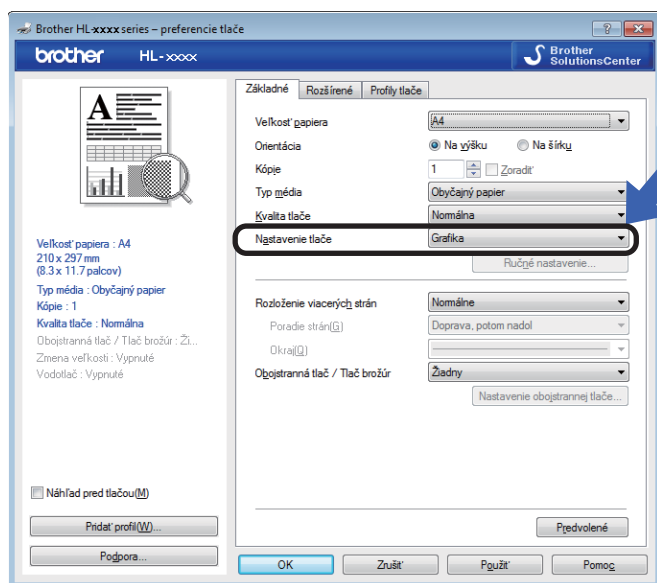 Brother HL-xxxx series – preferencie tlače
brother HL-xxxx
Brother
SolutionsCenter
Základné Rozšírené Profily tlače
Veľkosť papiera A4
Orientácia Na výšku Na šírku
Kópie 1 Zoradiť
Typ média Obyčajný papier
Kvalita tlače Normálna
Nastavenie tlače Grafika
Ručné nastavenie...
Rozloženie viacerých strán Normálne
Poradie strán(G) Doprava, potom nadol
Okraj(Q)
Obojstranná tlač / Tlač brožúr Žiadny
Nastavenie obojstrannej tlače...
A
Veľkosť papiera : A4
210 x 297 mm
(8.3 x 11.7 palcov)
Typ média : Obyčajný papier
Kópie : 1
Kvalita tlače : Normálna
Obojstranná tlač / Tlač brožúr : Ži...
Zmena veľkosti : Vypnuté
Vodotlač : Vypnuté
Náhľad pred tlačou(M)
Pridať profil(W)...
Podpora...
Predvolené
OK Zrušiť Použiť Pomoc